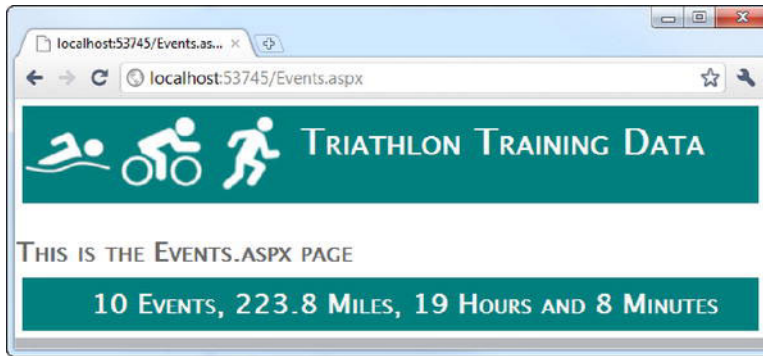 localhost:53745/Events.as...
localhost:53745/Events.aspx
Triathlon Training Data
This is the Events.aspx page
10 Events, 223.8 Miles, 19 Hours and 8 Minutes